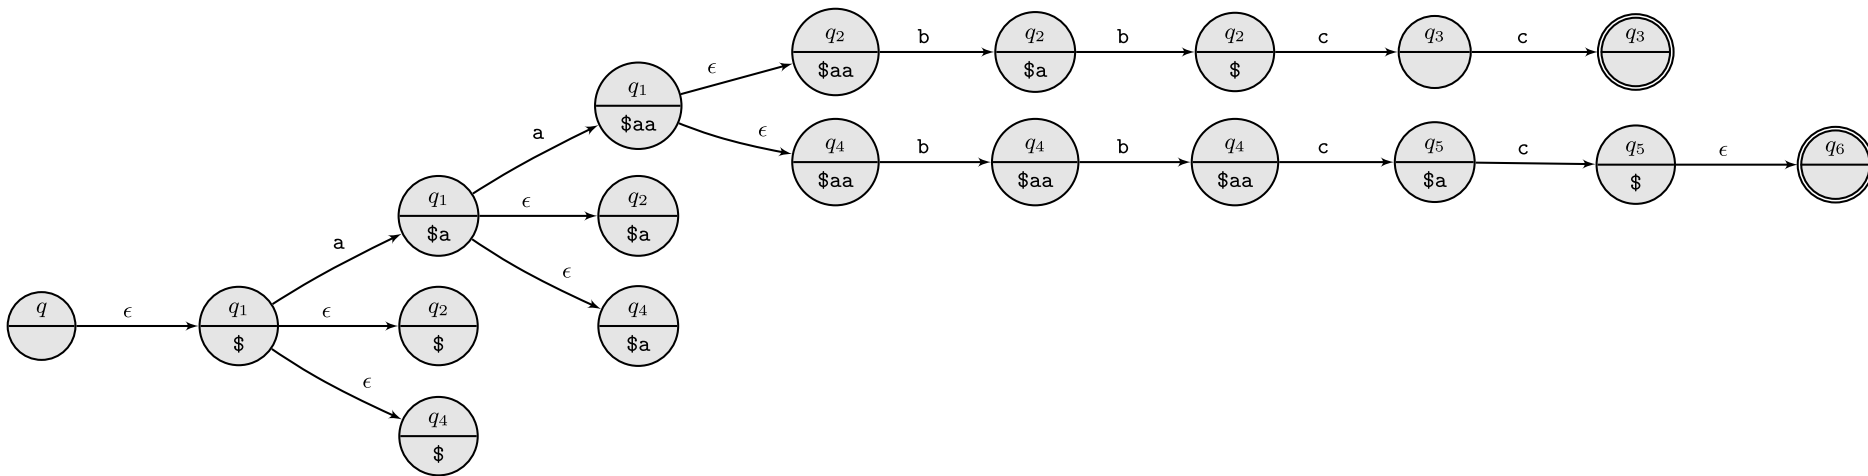 q₂ b q₂ b q₂ c q₃ c q₃
$aa $a $
q₁ ϵ
$aa ϵ
q₄ b q₄ b q₄ c q₅ c q₅ ϵ q₆
$aa $aa $aa $a $
a
q₁ ϵ q₂
$a $a
a
ϵ
q ϵ q₁ ϵ q₂ q₄
$ $ $a
ϵ
q₄
$